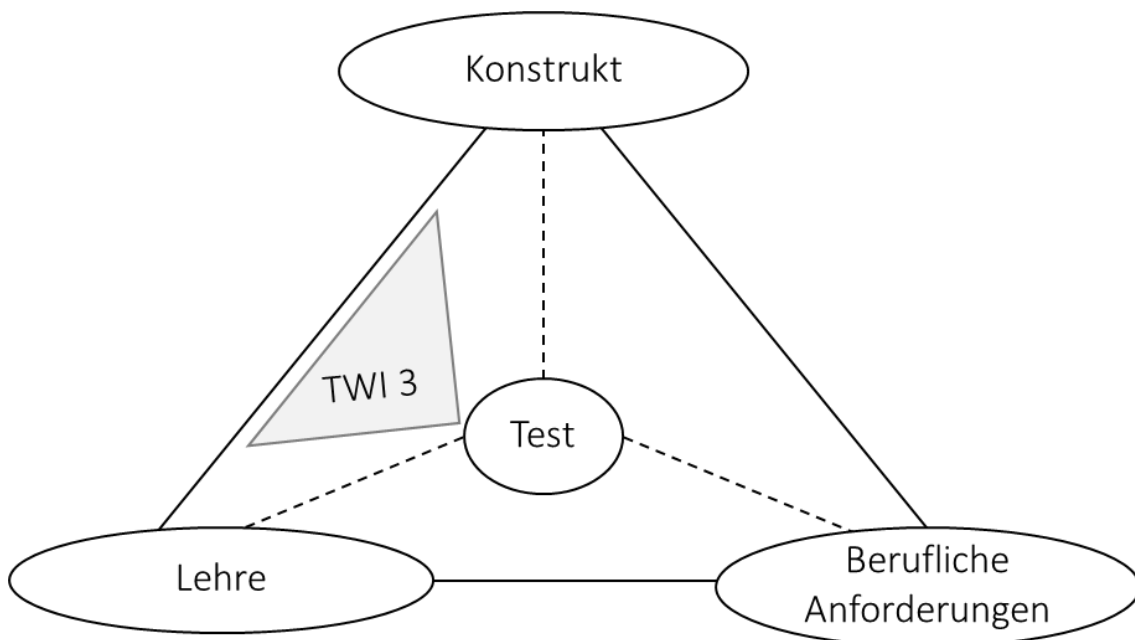 Konstrukt
TWI 3
Test
Lehre
Berufliche
Anforderungen